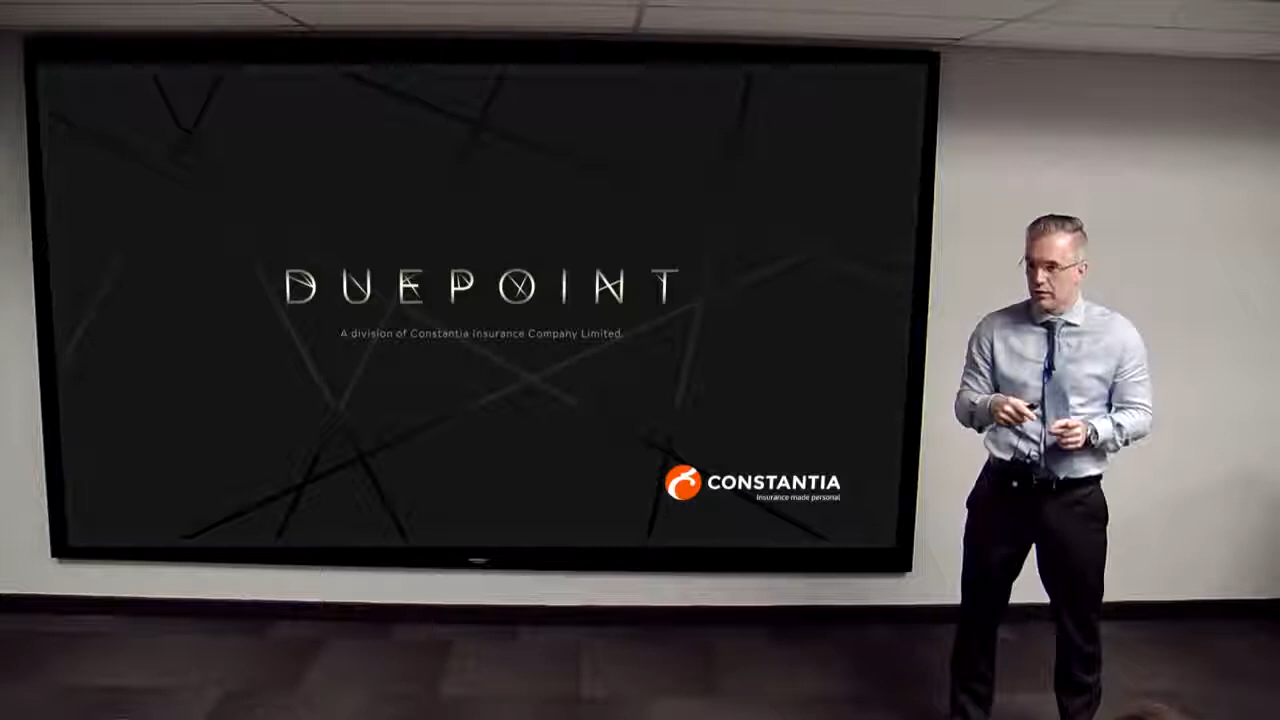 DUEPOINT
A division of Constantia Insurance Company Limited.
CONSTANTIA
Insurance made personal